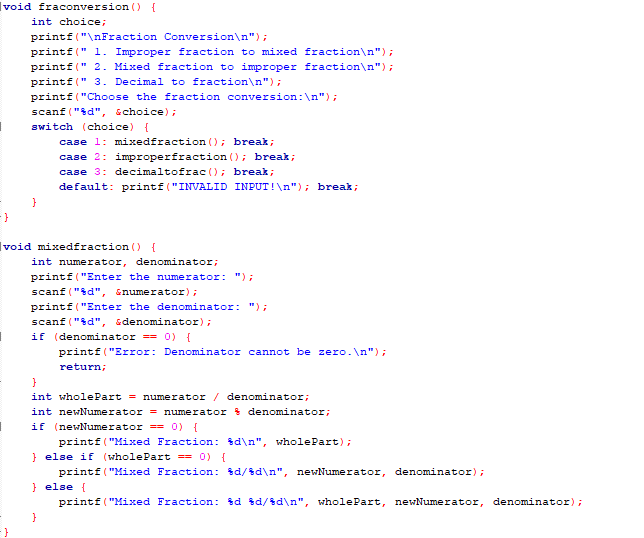 void fraconversion() {
    int choice;
    printf("\nFraction Conversion\n");
    printf(" 1. Improper fraction to mixed fraction\n");
    printf(" 2. Mixed fraction to improper fraction\n");
    printf(" 3. Decimal to fraction\n");
    printf("Choose the fraction conversion:\n");
    scanf("%d", &choice);
    switch (choice) {
        case 1: mixedfraction(); break;
        case 2: improperfraction(); break;
        case 3: decimaltofrac(); break;
        default: printf("INVALID INPUT!\n"); break;
    }
}

void mixedfraction() {
    int numerator, denominator;
    printf("Enter the numerator: ");
    scanf("%d", &numerator);
    printf("Enter the denominator: ");
    scanf("%d", &denominator);
    if (denominator == 0) {
        printf("Error: Denominator cannot be zero.\n");
        return;
    }
    int wholePart = numerator / denominator;
    int newNumerator = numerator % denominator;
    if (newNumerator == 0) {
        printf("Mixed Fraction: %d\n", wholePart);
    } else if (wholePart == 0) {
        printf("Mixed Fraction: %d/%d\n", newNumerator, denominator);
    } else {
        printf("Mixed Fraction: %d %d/%d\n", wholePart, newNumerator, denominator);
    }
}